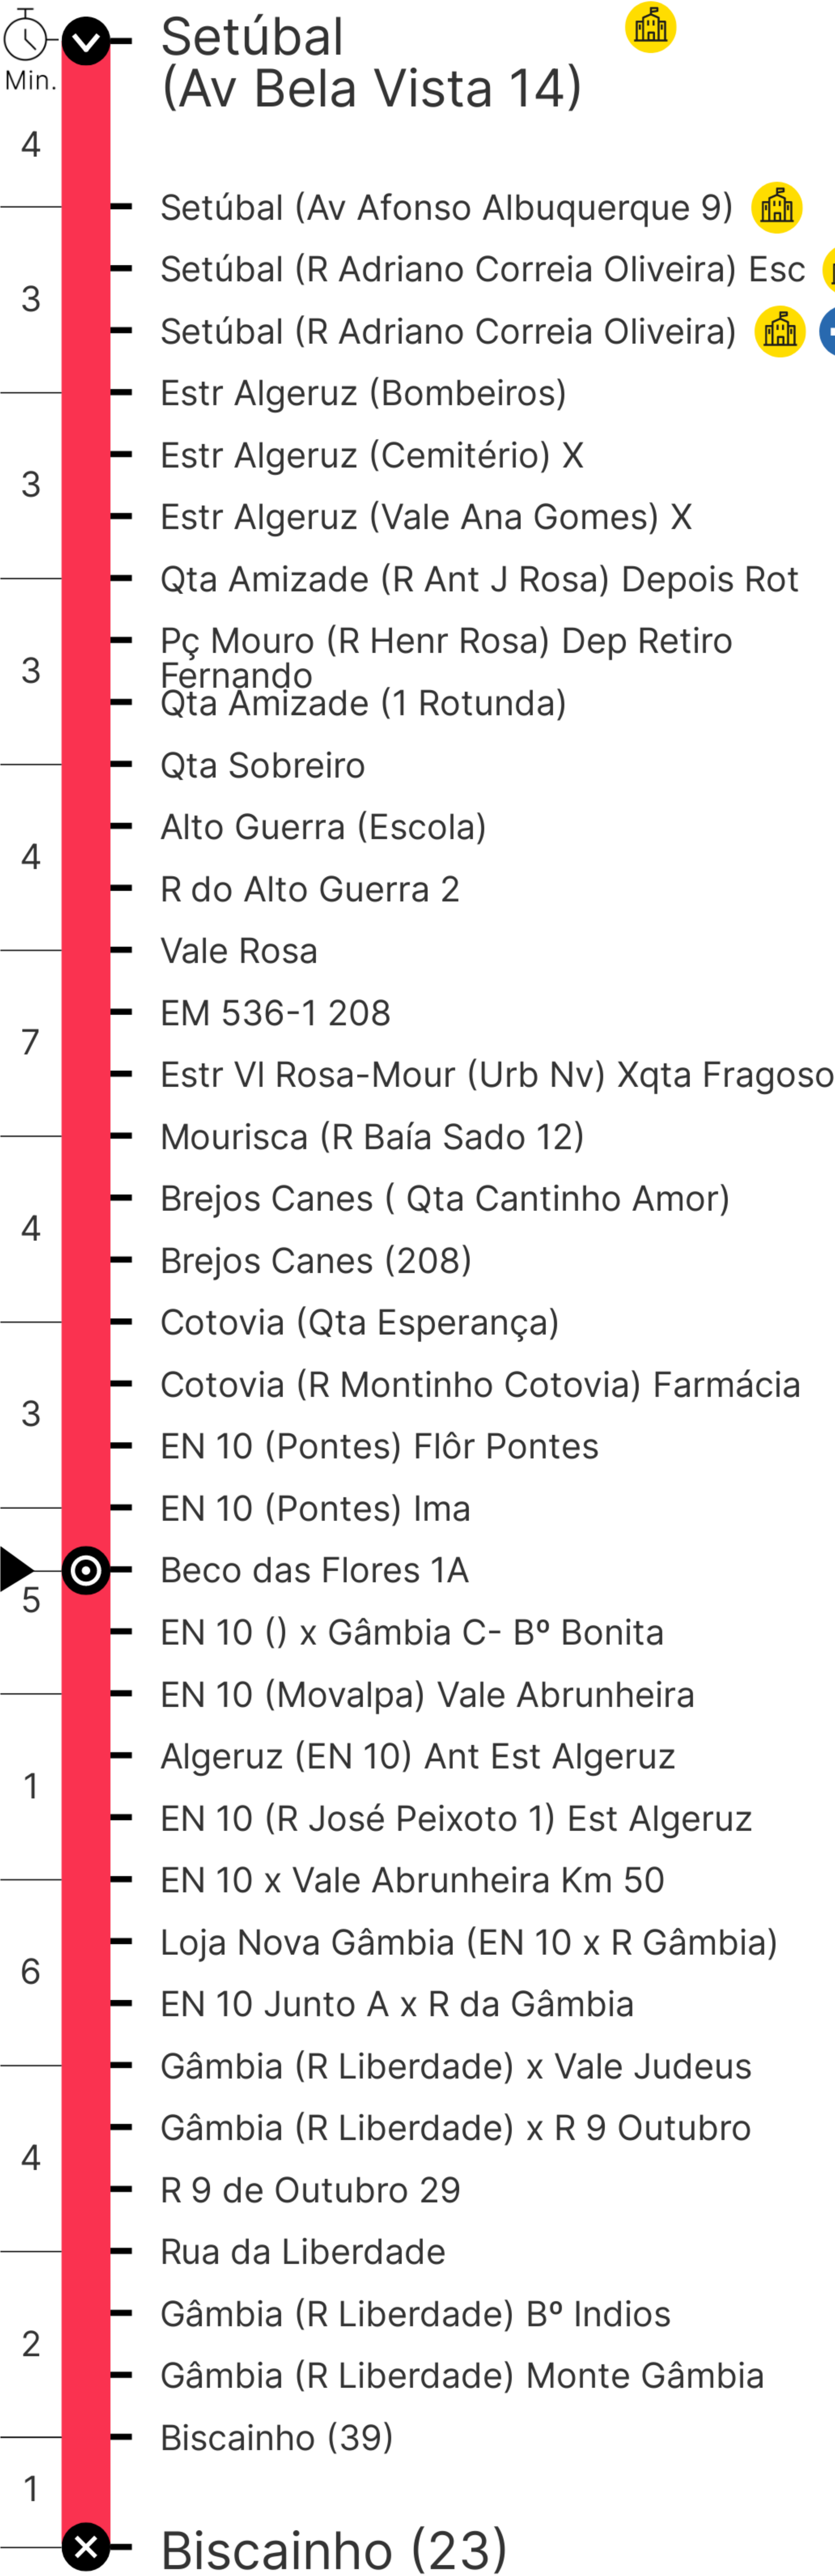 Setúbal
(Av Bela Vista 14)
Min.
4
Setúbal (Av Afonso Albuquerque 9)
Setúbal (R Adriano Correia Oliveira) Esc
3
Setúbal (R Adriano Correia Oliveira)
Estr Algeruz (Bombeiros)
Estr Algeruz (Cemitério) X
3
Estr Algeruz (Vale Ana Gomes) X
Qta Amizade (R Ant J Rosa) Depois Rot
Pç Mouro (R Henr Rosa) Dep Retiro
Fernando
3
Qta Amizade (1 Rotunda)
Qta Sobreiro
Alto Guerra (Escola)
4
R do Alto Guerra 2
Vale Rosa
EM 536-1 208
7
Estr Vl Rosa-Mour (Urb Nv) Xqta Fragoso
Mourisca (R Baía Sado 12)
Brejos Canes ( Qta Cantinho Amor)
4
Brejos Canes (208)
Cotovia (Qta Esperança)
Cotovia (R Montinho Cotovia) Farmácia
3
EN 10 (Pontes) Flôr Pontes
EN 10 (Pontes) Ima
Beco das Flores 1A
5
EN 10 () x Gâmbia C- Bº Bonita
EN 10 (Movalpa) Vale Abrunheira
Algeruz (EN 10) Ant Est Algeruz
1
EN 10 (R José Peixoto 1) Est Algeruz
EN 10 x Vale Abrunheira Km 50
Loja Nova Gâmbia (EN 10 x R Gâmbia)
6
EN 10 Junto A x R da Gâmbia
Gâmbia (R Liberdade) x Vale Judeus
Gâmbia (R Liberdade) x R 9 Outubro
4
R 9 de Outubro 29
Rua da Liberdade
Gâmbia (R Liberdade) Bº Indios
2
Gâmbia (R Liberdade) Monte Gâmbia
Biscainho (39)
1
Biscainho (23)